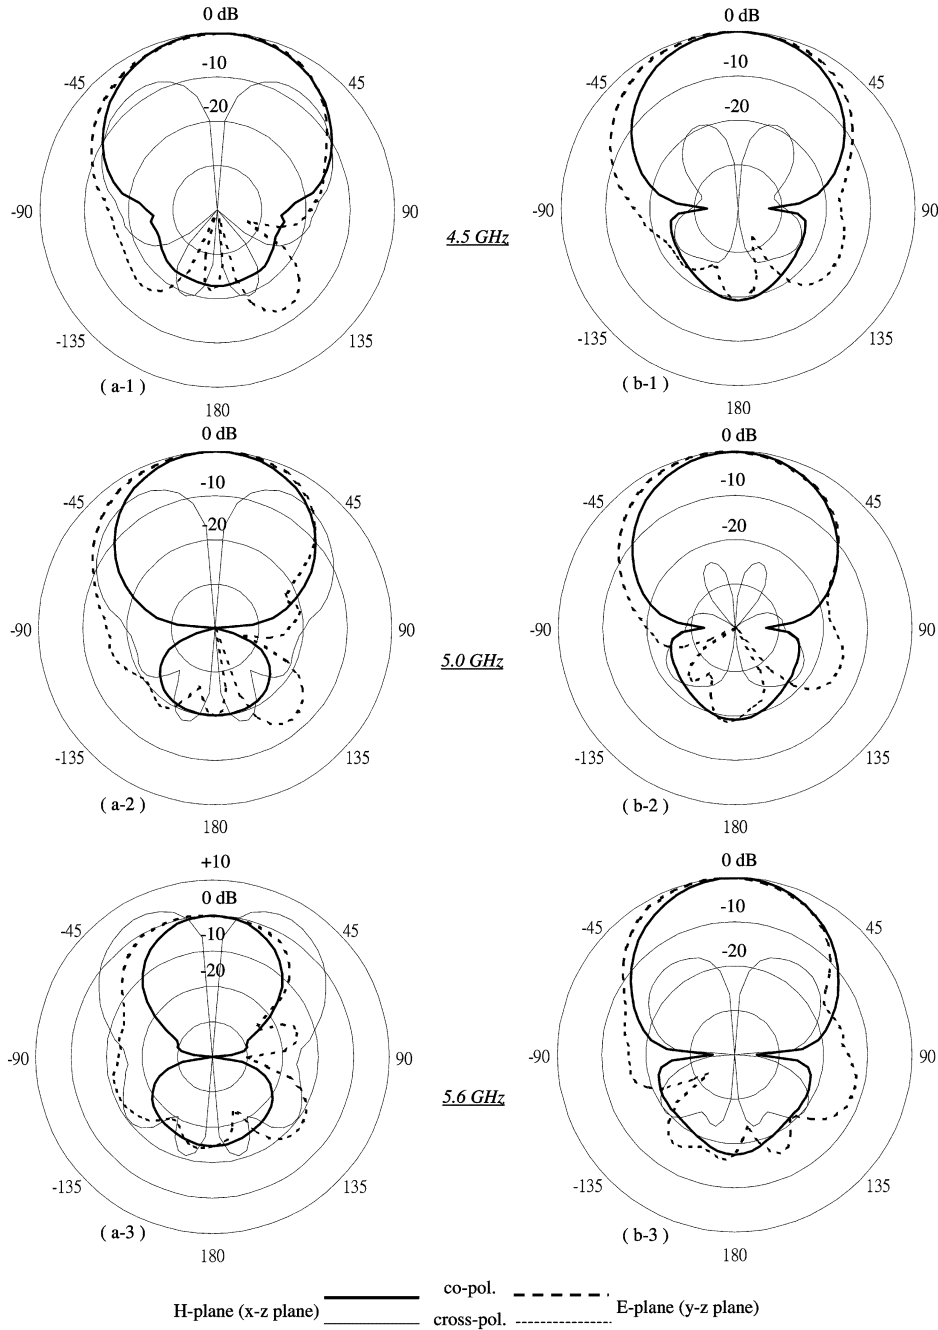 0 dB 0 dB
-10 -10
-45 45 -45 45
-20 -20
-90 90 -90 90
4.5 GHz
-135 135 -135 135
( a-1 ) ( b-1 )
180 180
0 dB 0 dB
-10 -10
-45 45 -45 45
-20 -20
-90 90 -90 90
5.0 GHz
-135 135 -135 135
( a-2 ) ( b-2 )
180 180
+10 0 dB
0 dB -10
-45 -10 45 -45 45
-20 -20
-90 90 -90 90
5.6 GHz
-135 135 -135 135
( a-3 ) ( b-3 )
180 180
co-pol.
H-plane (x-z plane) E-plane (y-z plane)
cross-pol.